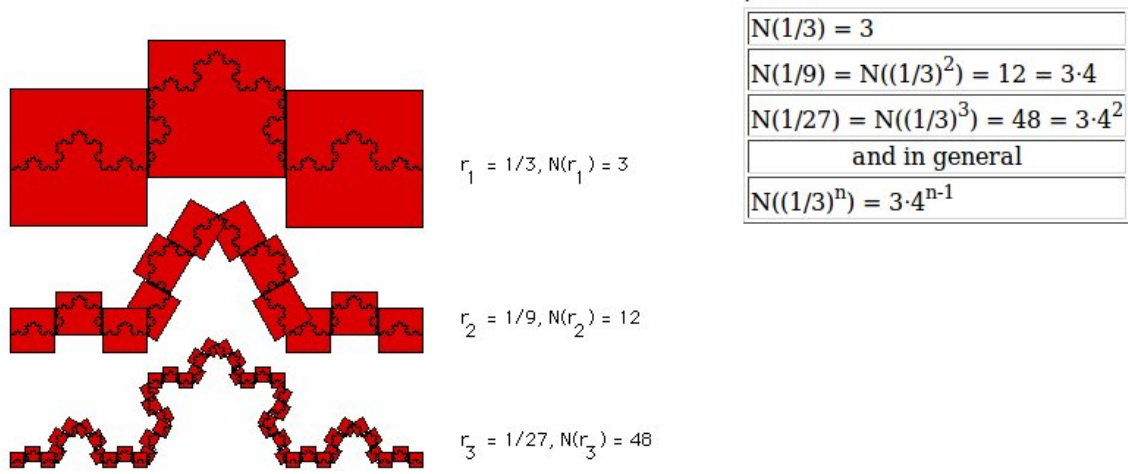 r₁ = 1/3, N(r₁) = 3
r₂ = 1/9, N(r₂) = 12
r₃ = 1/27, N(r₃) = 48
N(1/3) = 3
N(1/9) = N((1/3)²) = 12 = 3·4
N(1/27) = N((1/3)³) = 48 = 3·4²
and in general
N((1/3)ⁿ) = 3·4ⁿ⁻¹